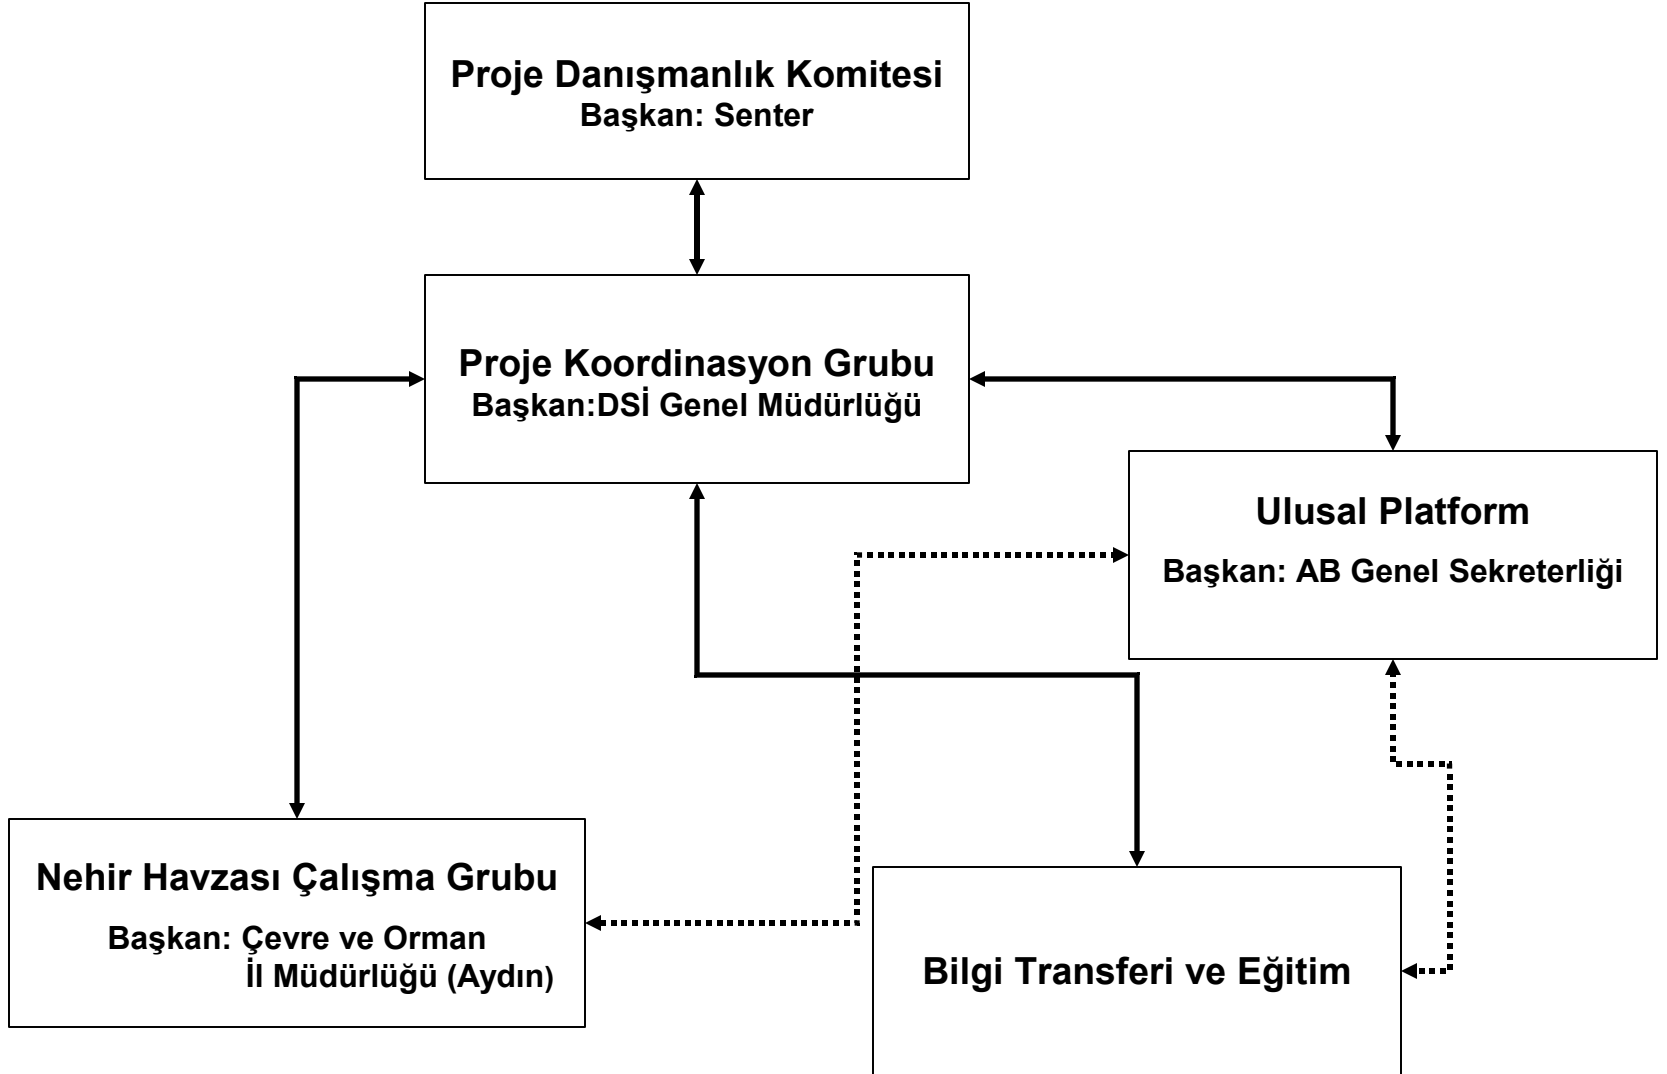 Proje Danışmanlık Komitesi
Başkan: Senter
Proje Koordinasyon Grubu
Başkan:DSİ Genel Müdürlüğü
Ulusal Platform
Başkan: AB Genel Sekreterliği
Nehir Havzası Çalışma Grubu
Başkan: Çevre ve Orman
İl Müdürlüğü (Aydın)
Bilgi Transferi ve Eğitim